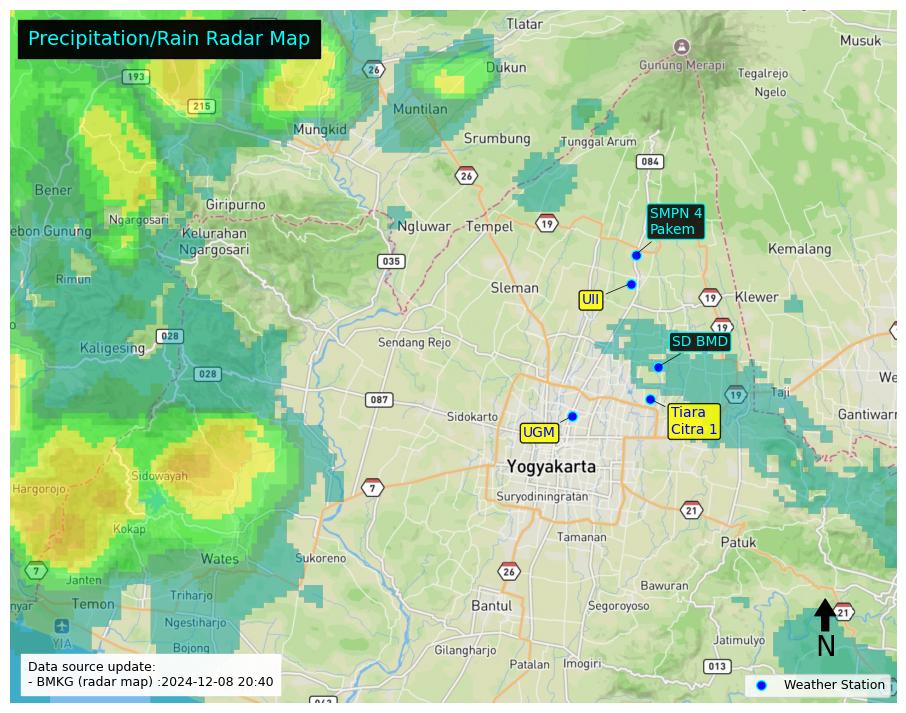 Precipitation/Rain Radar Map
Tlatar
Musuk
26
Dukun
Gunung Merapi
Tegalrejo
193
215
Muntilan
Ngelo
Mungkid
Srumbung
Tunggal Arum
084
26
Bener
Giripurno
SMPN 4
Pakem
Ngargosari
Ngluwar
Tempel
19
ebon Gunung
Kelurahan
Ngargosari
Kemalang
035
Rimun
Sleman
UII
19
Klewer
19
028
Kaligesing
Sendang Rejo
SD BMD
028
We
087
19
Taji
Sidokarto
Tiara
Citra 1
Gantiwarn
UGM
Yogyakarta
Sidowayah
Hargorojo
7
Suryodiningratan
21
Kokap
Tamanan
Patuk
Wates
Sukoreno
7
Janten
26
Bawuran
nyar
Temon
Triharjo
Bantul
Segoroyoso
21
Ngestiharjo
YIA
Jatimulyo
N
Bojong
Gilangharjo
Patalan
Imogiri
013
Data source update:
- BMKG (radar map) :2024-12-08 20:40
Weather Station